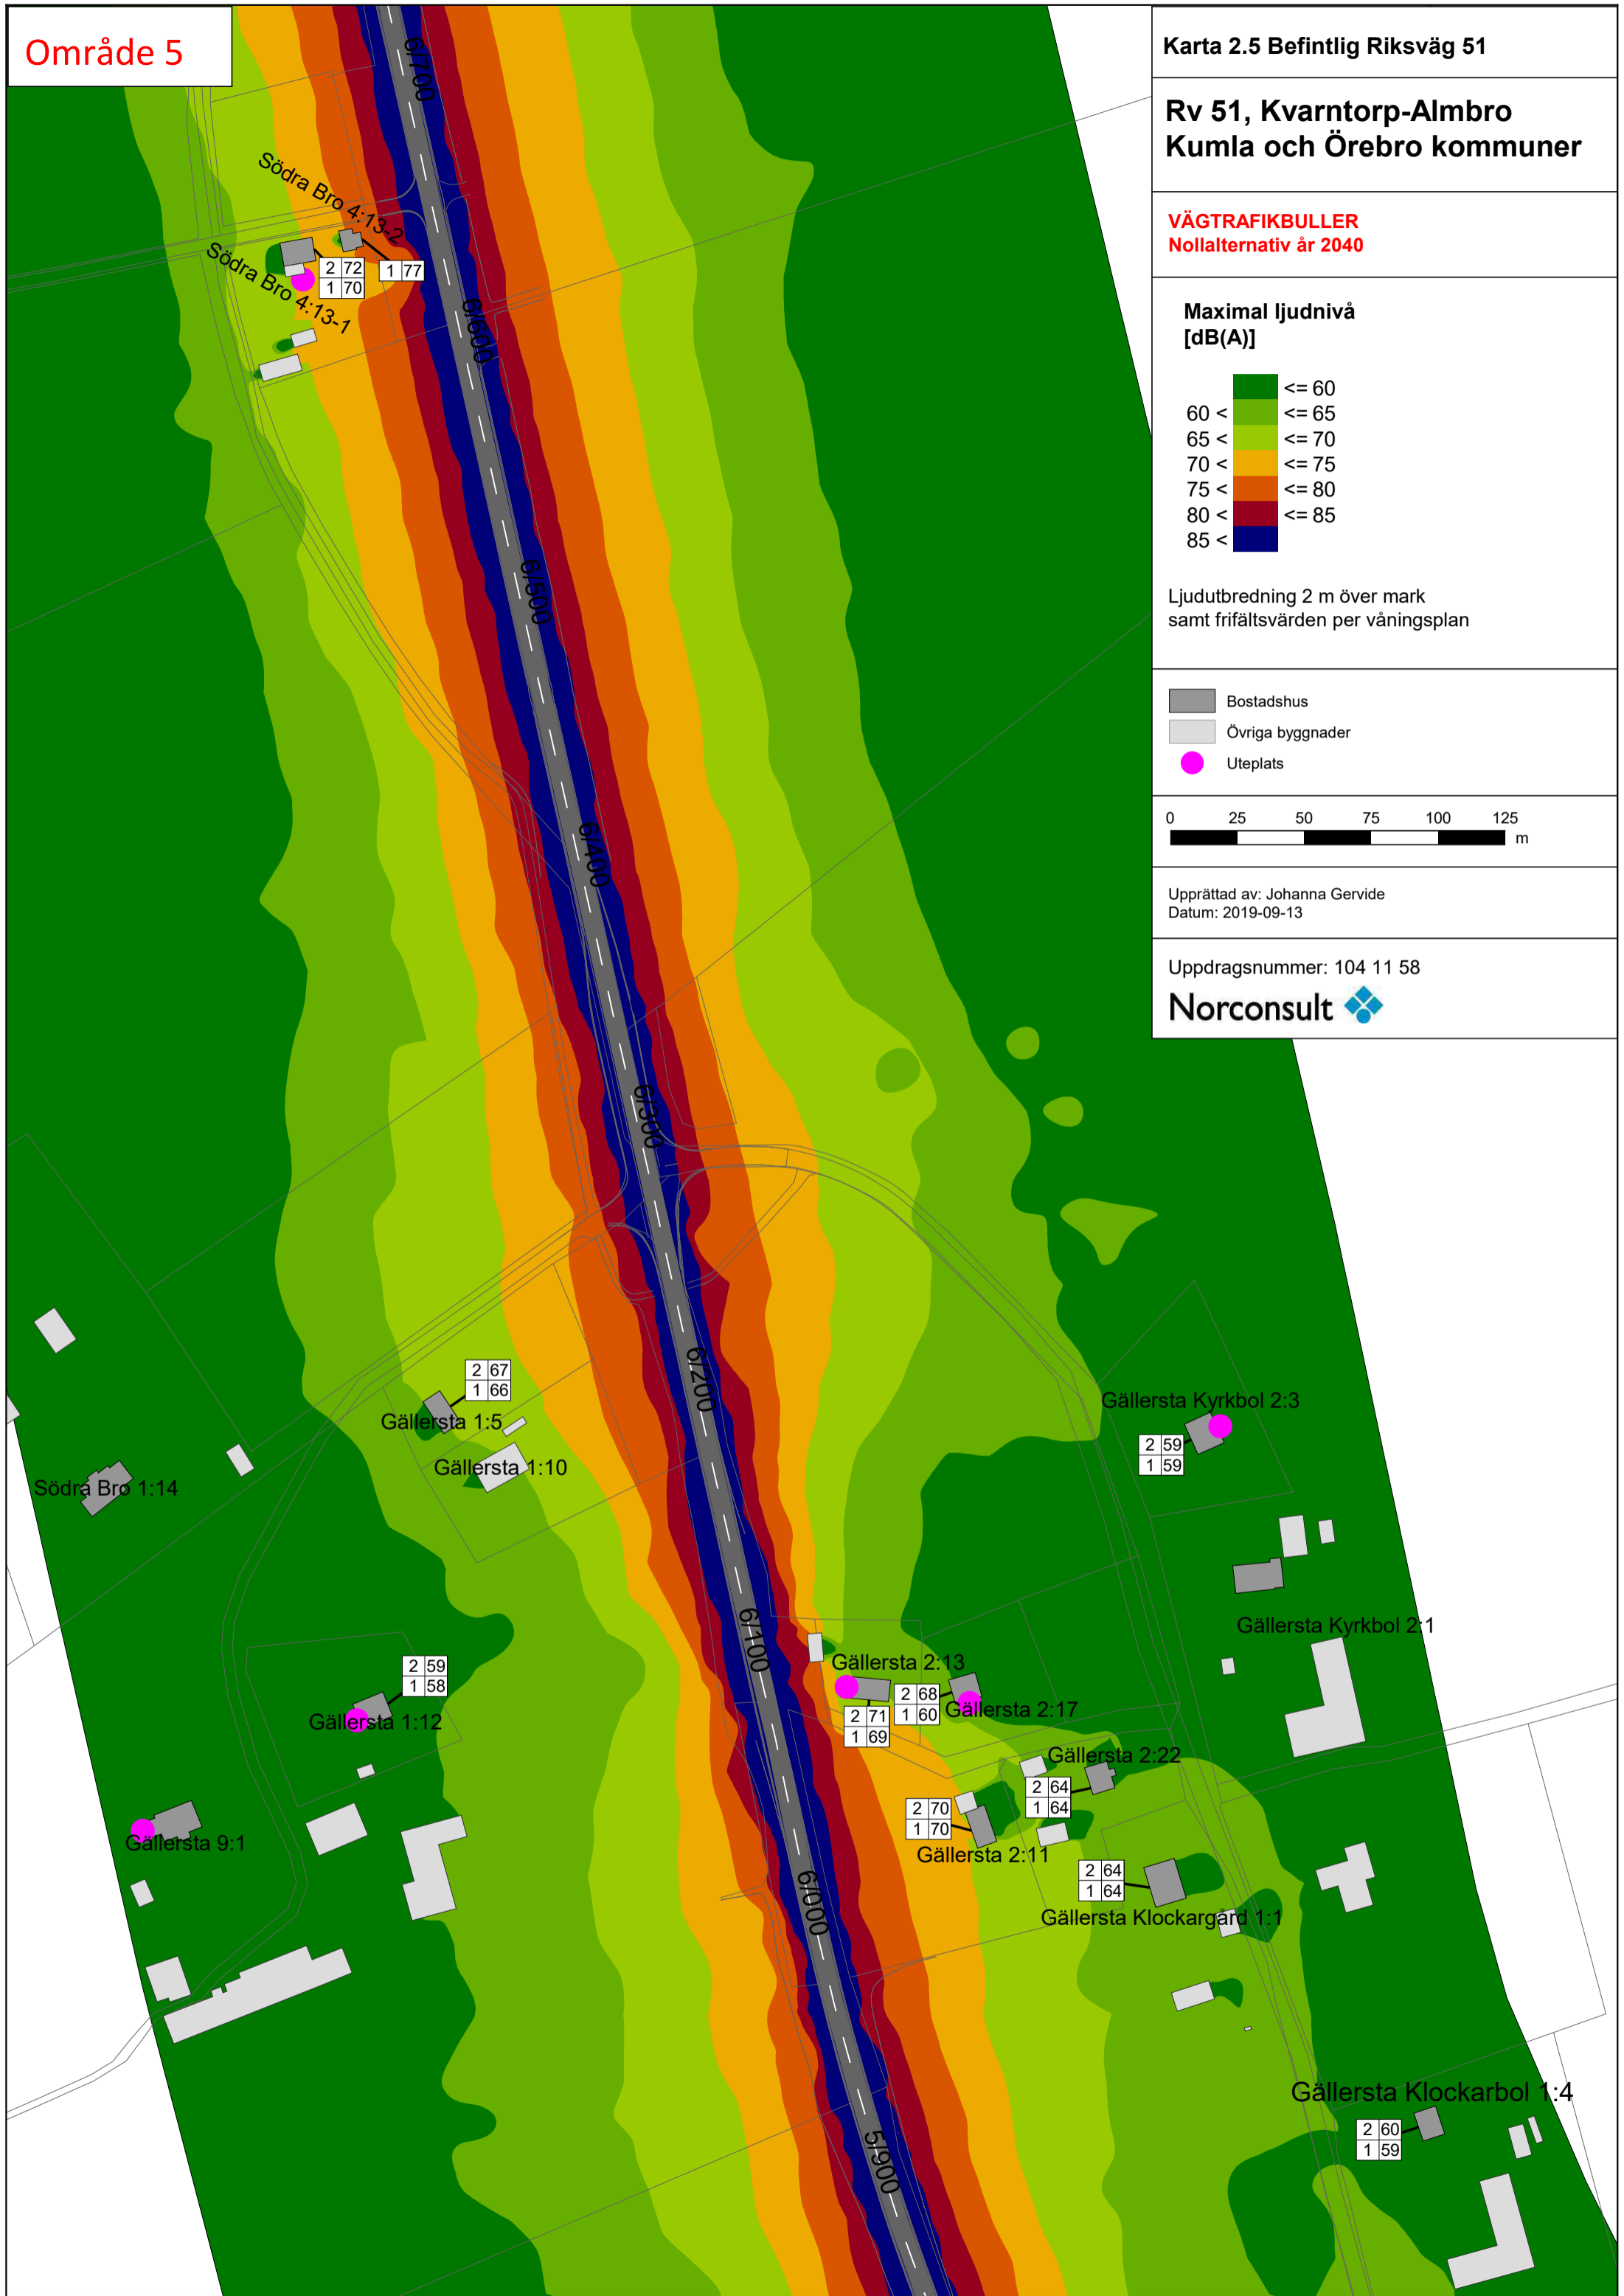 Område 5
Karta 2.5 Befintlig Riksväg 51
Rv 51, Kvarntorp-Almbro
Kumla och Örebro kommuner
VÄGTRAFIKBULLER
Nollalternativ år 2040
Maximal ljudnivå
[dB(A)]
<= 60
60 < <= 65
65 < <= 70
70 < <= 75
75 < <= 80
80 < <= 85
85 <
Ljudutbredning 2 m över mark
samt frifältsvärden per våningsplan
Bostadshus
Övriga byggnader
Uteplats
0 25 50 75 100 125
m
Upprättad av: Johanna Gervide
Datum: 2019-09-13
Uppdragsnummer: 104 11 58
Norconsult
6/700
Södra Bro 4:13-2
1 77
Södra Bro 4:13-1
2 72
1 70
6/600
6/500
6/400
6/300
6/200
2 67
1 66
Gällersta 1:5
Gällersta 1:10
Södra Bro 1:14
Gällersta Kyrkbol 2:3
2 59
1 59
Gällersta Kyrkbol 2:1
6/100
2 59
1 58
Gällersta 1:12
Gällersta 2:13
2 71
1 69
2 68
1 60
Gällersta 2:17
Gällersta 2:22
2 64
1 64
2 70
1 70
Gällersta 2:11
Gällersta 9:1
2 64
1 64
Gällersta Klockargård 1:1
6/000
Gällersta Klockarbol 1:4
2 60
1 59
5/900